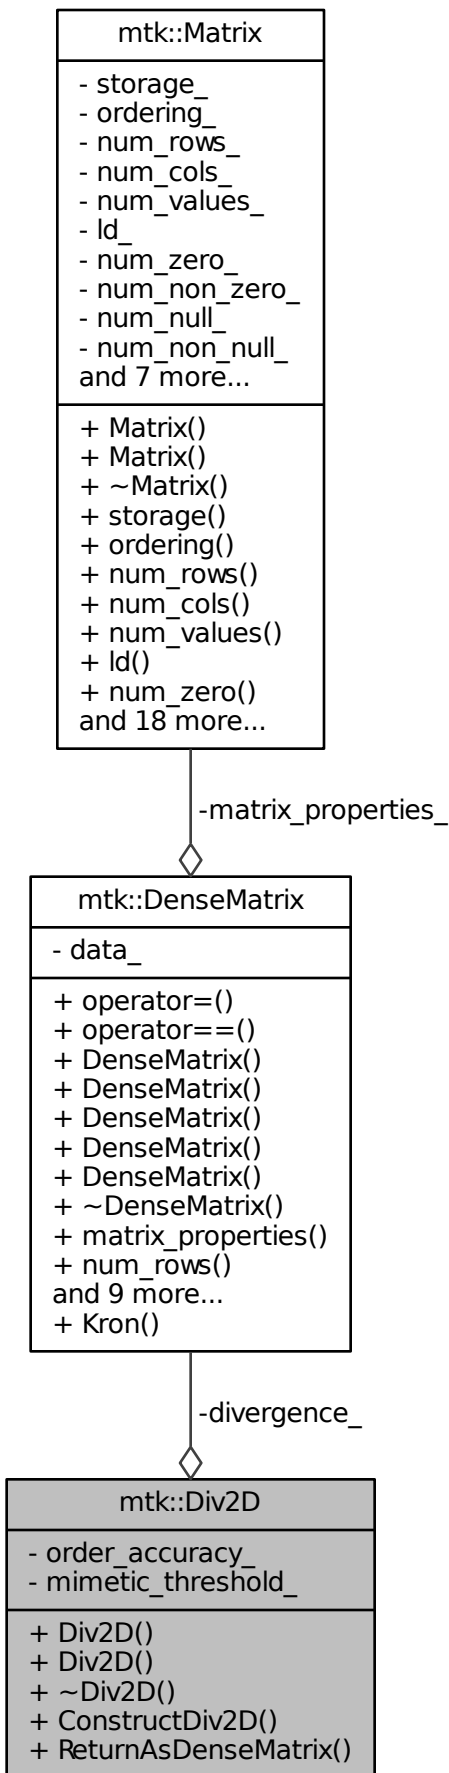 mtk::Matrix
- storage_
- ordering_
- num_rows_
- num_cols_
- num_values_
- ld_
- num_zero_
- num_non_zero_
- num_null_
- num_non_null_
and 7 more...
+ Matrix()
+ Matrix()
+ ~Matrix()
+ storage()
+ ordering()
+ num_rows()
+ num_cols()
+ num_values()
+ ld()
+ num_zero()
and 18 more...
-matrix_properties_
mtk::DenseMatrix
- data_
+ operator=()
+ operator==()
+ DenseMatrix()
+ DenseMatrix()
+ DenseMatrix()
+ DenseMatrix()
+ DenseMatrix()
+ ~DenseMatrix()
+ matrix_properties()
+ num_rows()
and 9 more...
+ Kron()
-divergence_
mtk::Div2D
- order_accuracy_
- mimetic_threshold_
+ Div2D()
+ Div2D()
+ ~Div2D()
+ ConstructDiv2D()
+ ReturnAsDenseMatrix()